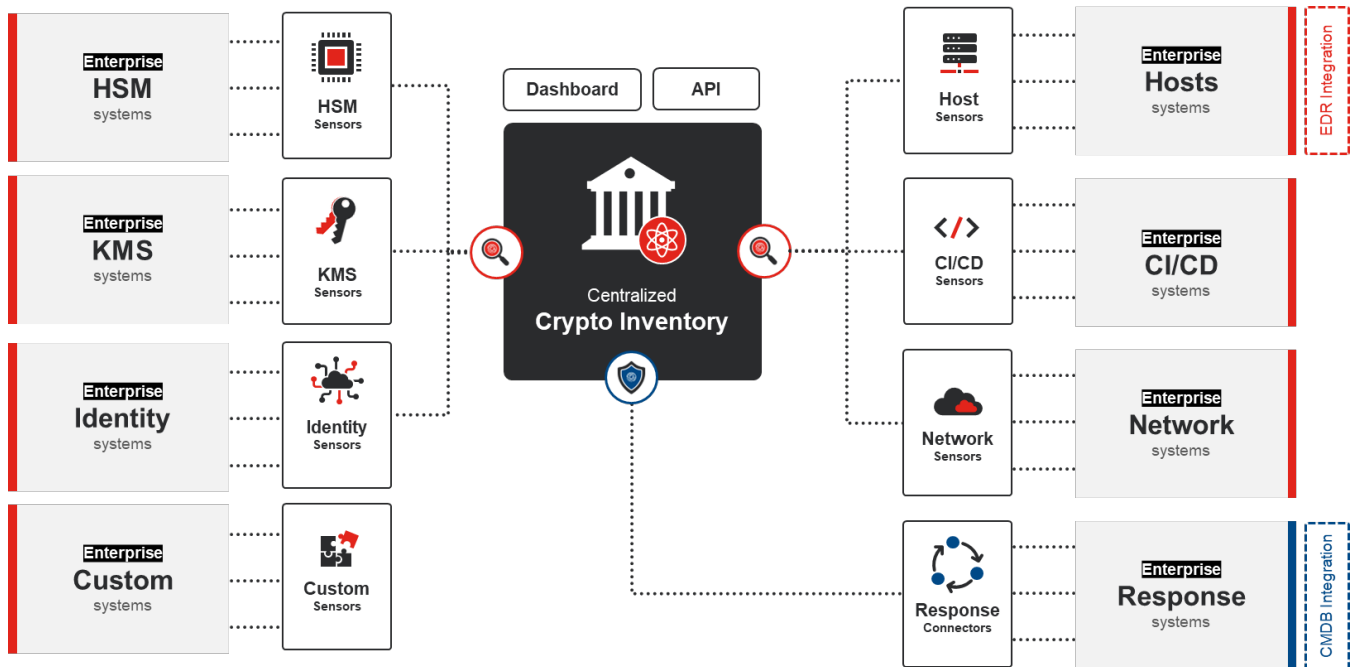 Enterprise
HSM
systems
HSM
Sensors
Enterprise
KMS
systems
KMS
Sensors
Enterprise
Identity
systems
Identity
Sensors
Enterprise
Custom
systems
Custom
Sensors
Dashboard
API
Centralized
Crypto Inventory
Host
Sensors
Enterprise
Hosts
systems
EDR Integration
CI/CD
Sensors
Enterprise
CI/CD
systems
Network
Sensors
Enterprise
Network
systems
Response
Connectors
Enterprise
Response
systems
CMDB Integration